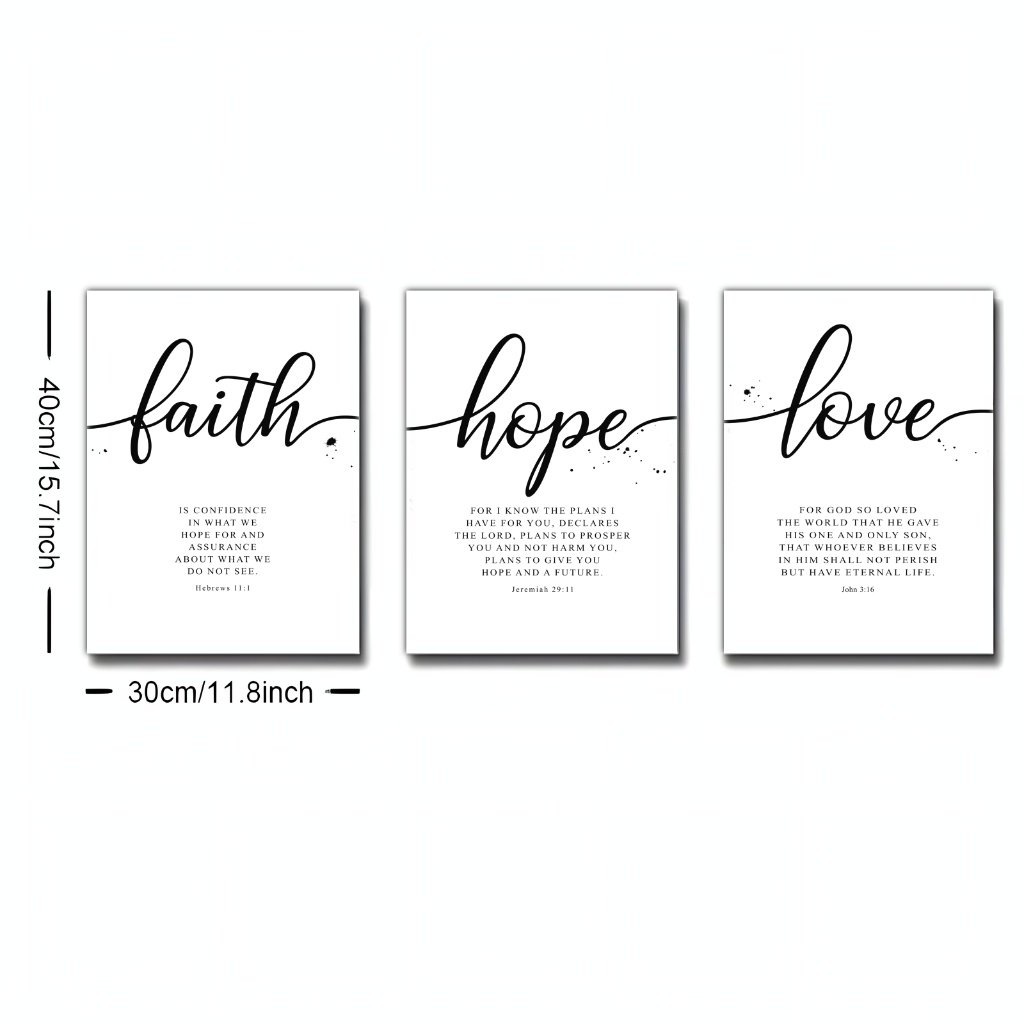 faith
IS CONFIDENCE
IN WHAT WE
HOPE FOR AND
ASSURANCE
ABOUT WHAT WE
DO NOT SEE.
Hebrews 11:1
hope
FOR I KNOW THE PLANS I
HAVE FOR YOU, DECLARES
THE LORD, PLANS TO PROSPER
YOU AND NOT HARM YOU,
PLANS TO GIVE YOU
HOPE AND A FUTURE.
Jeremiah 29:11
love
FOR GOD SO LOVED
THE WORLD THAT HE GAVE
HIS ONE AND ONLY SON,
THAT WHOEVER BELIEVES
IN HIM SHALL NOT PERISH
BUT HAVE ETERNAL LIFE.
John 3:16
40cm/15.7inch
30cm/11.8inch